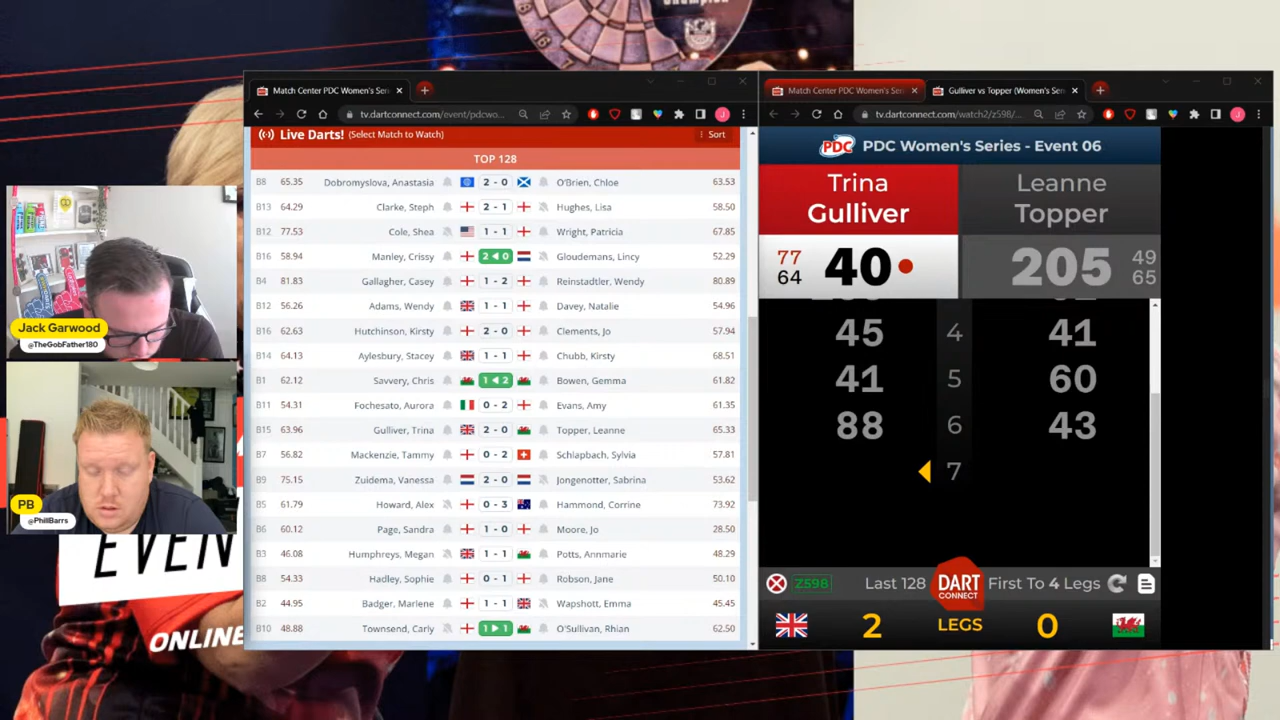 Champion
16
7
Match Center PDC Women's Seri
tv.dartconnect.com/event/pdcwo...
J
Live Darts! (Select Match to Watch)
Sort
TOP 128
B8 65.35 Dobromyslova, Anastasia 2 - 0 O'Brien, Chloe 63.53
B13 64.29 Clarke, Steph 2 - 1 Hughes, Lisa 58.50
B12 77.53 Cole, Shea 1 - 1 Wright, Patricia 67.85
B16 58.94 Manley, Crissy 2 ◀ 0 Gloudemans, Lincy 52.29
B4 81.83 Gallagher, Casey 1 - 2 Reinstadtler, Wendy 80.89
B12 56.26 Adams, Wendy 1 - 1 Davey, Natalie 54.96
B16 62.63 Hutchinson, Kirsty 2 - 0 Clements, Jo 57.94
B14 64.13 Aylesbury, Stacey 1 - 1 Chubb, Kirsty 68.51
B1 62.12 Savvery, Chris 1 ◀ 2 Bowen, Gemma 61.82
B11 54.31 Fochesato, Aurora 0 - 2 Evans, Amy 61.35
B15 63.96 Gulliver, Trina 2 - 0 Topper, Leanne 65.33
B7 56.82 Mackenzie, Tammy 0 - 2 Schlapbach, Sylvia 57.81
B9 75.15 Zuidema, Vanessa 2 - 0 Jongenotter, Sabrina 53.62
B5 61.79 Howard, Alex 0 - 3 Hammond, Corrine 73.92
B6 60.12 Page, Sandra 1 - 0 Moore, Jo 28.50
B3 46.08 Humphreys, Megan 1 - 1 Potts, Annmarie 48.29
B8 54.33 Hadley, Sophie 0 - 1 Robson, Jane 50.10
B2 44.95 Badger, Marlene 1 - 1 Wapshott, Emma 45.45
B10 48.88 Townsend, Carly 1 ▶ 1 O'Sullivan, Rhian 62.50
Match Center PDC Women's Seri
Gulliver vs Topper (Women's Seri
tv.dartconnect.com/watch2/z598/...
J
PDC PDC Women's Series - Event 06
Trina
Gulliver
Leanne
Topper
77
64
40
205
49
65
45 4 41
41 5 60
88 6 43
7
Z598 Last 128 DART CONNECT First To 4 Legs
2 LEGS 0
Jack Garwood
@TheGobFather180
PB
@PhillBarrs
EVEN
ONLINE